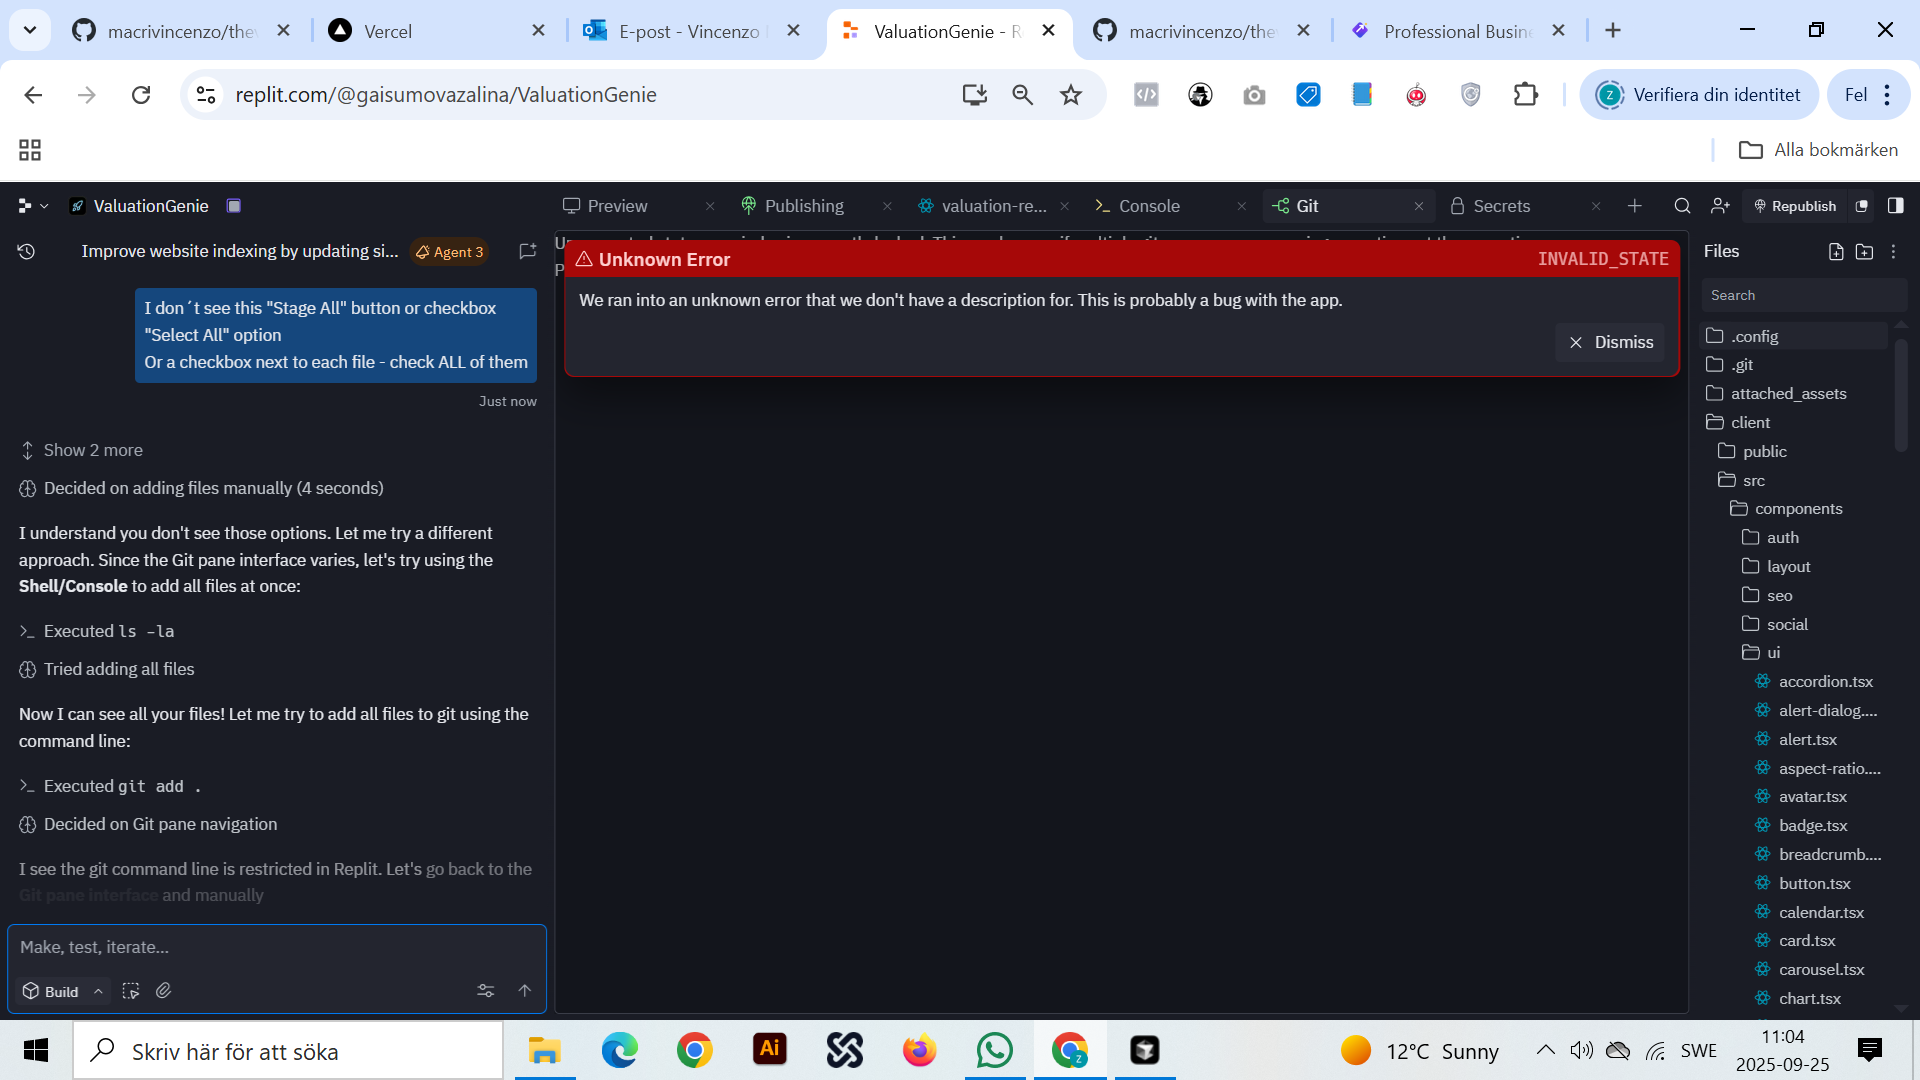 macrivincenzo/the
Vercel
E-post - Vincenzo
ValuationGenie - R
macrivincenzo/the
Professional Busin
replit.com/@gaisumovazalina/ValuationGenie
Verifiera din identitet
Fel
Alla bokmärken
ValuationGenie
Preview
Publishing
valuation-re...
Console
Git
Secrets
Republish
Improve website indexing by updating si...
Agent 3
I don´t see this "Stage All" button or checkbox
"Select All" option
Or a checkbox next to each file - check ALL of them
Just now
Show 2 more
Decided on adding files manually (4 seconds)
I understand you don't see those options. Let me try a different
approach. Since the Git pane interface varies, let's try using the
Shell/Console to add all files at once:
Executed ls -la
Tried adding all files
Now I can see all your files! Let me try to add all files to git using the
command line:
Executed git add .
Decided on Git pane navigation
I see the git command line is restricted in Replit. Let's go back to the
Git pane interface and manually
Make, test, iterate...
Build
Unknown Error
INVALID_STATE
We ran into an unknown error that we don't have a description for. This is probably a bug with the app.
Dismiss
Files
Search
.config
.git
attached_assets
client
public
src
components
auth
layout
seo
social
ui
accordion.tsx
alert-dialog....
alert.tsx
aspect-ratio....
avatar.tsx
badge.tsx
breadcrumb....
button.tsx
calendar.tsx
card.tsx
carousel.tsx
chart.tsx
Skriv här för att söka
Ai
12°C Sunny
SWE
11:04
2025-09-25